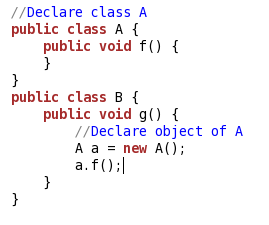 //Declare class A
public class A {
    public void f() {
    }
}
public class B {
    public void g() {
        //Declare object of A
        A a = new A();
        a.f();
    }
}